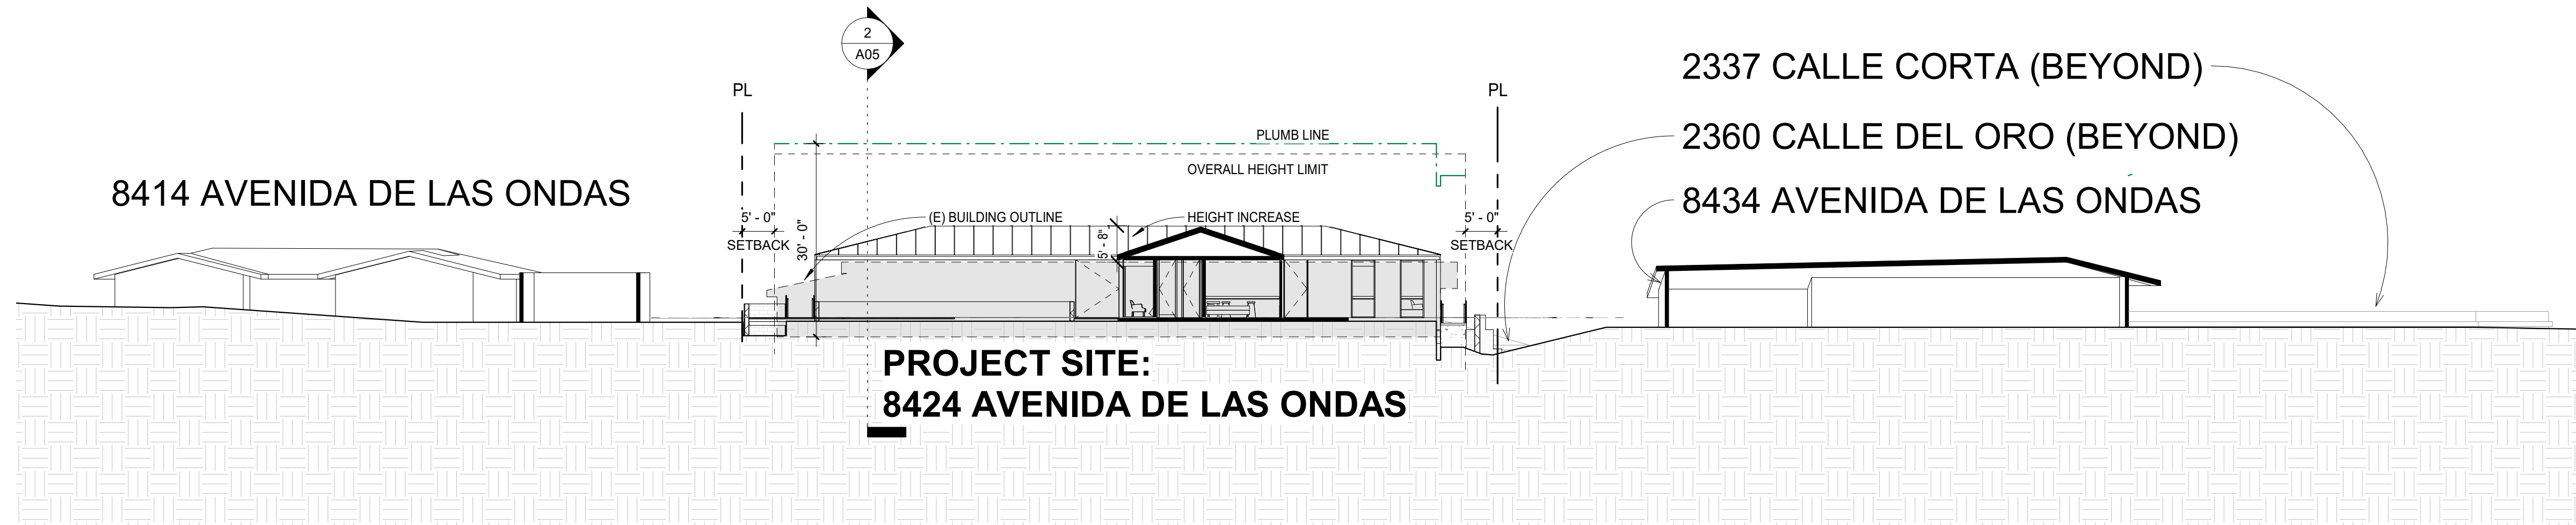 2
A05
2337 CALLE CORTA (BEYOND)
PL
PL
PLUMB LINE
2360 CALLE DEL ORO (BEYOND)
OVERALL HEIGHT LIMIT
8414 AVENIDA DE LAS ONDAS
8434 AVENIDA DE LAS ONDAS
5' - 0"
SETBACK
30' - 0"
(E) BUILDING OUTLINE
5' - 8"
HEIGHT INCREASE
5' - 0"
SETBACK
PROJECT SITE:
8424 AVENIDA DE LAS ONDAS